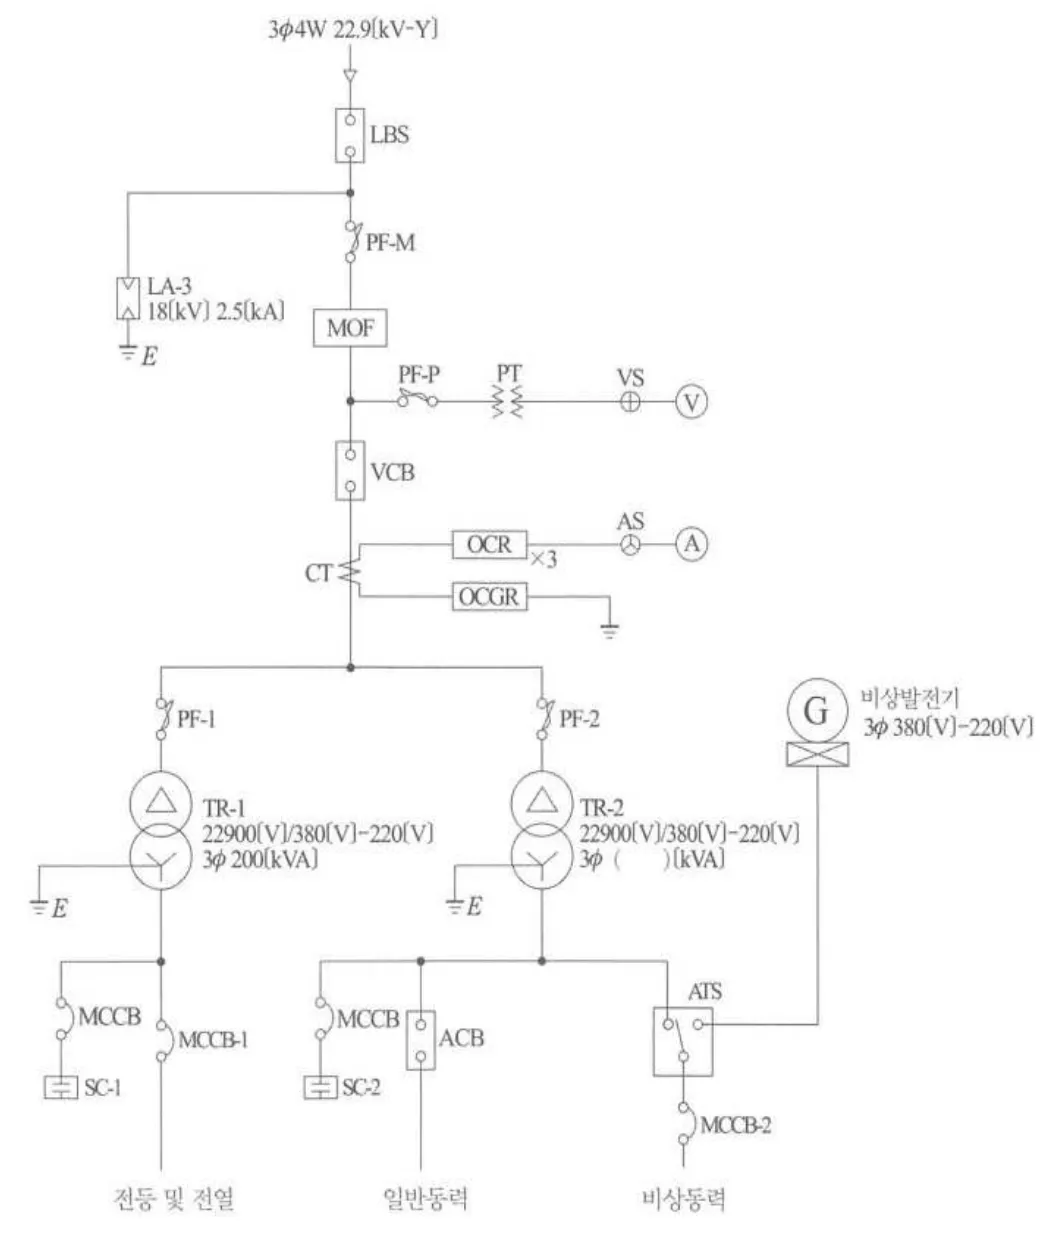 3φ4W 22.9[kV-Y]
LBS
PF-M
LA-3
18[kV] 2.5[kA]
E
MOF
PF-P
PT
VS
V
VCB
AS
OCR
×3
A
CT
OCGR
PF-1
PF-2
G
비상발전기
3φ 380[V]-220[V]
TR-1
22900[V]/380[V]-220[V]
3φ 200[kVA]
E
TR-2
22900[V]/380[V]-220[V]
3φ ( )[kVA]
E
MCCB
MCCB-1
SC-1
MCCB
ACB
SC-2
ATS
MCCB-2
전등 및 전열
일반동력
비상동력